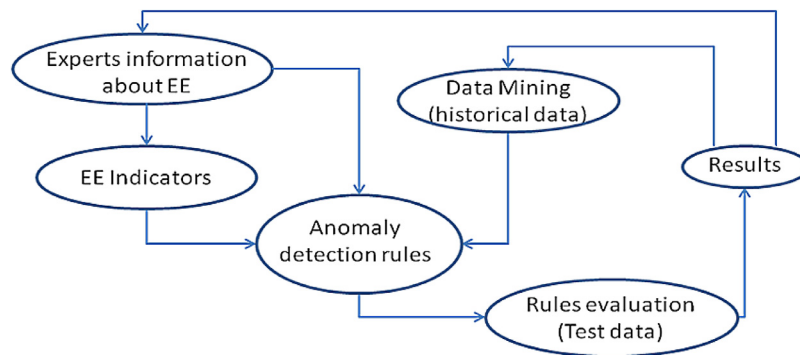 Experts information
about EE
Data Mining
(historical data)
EE Indicators
Results
Anomaly
detection rules
Rules evaluation
(Test data)